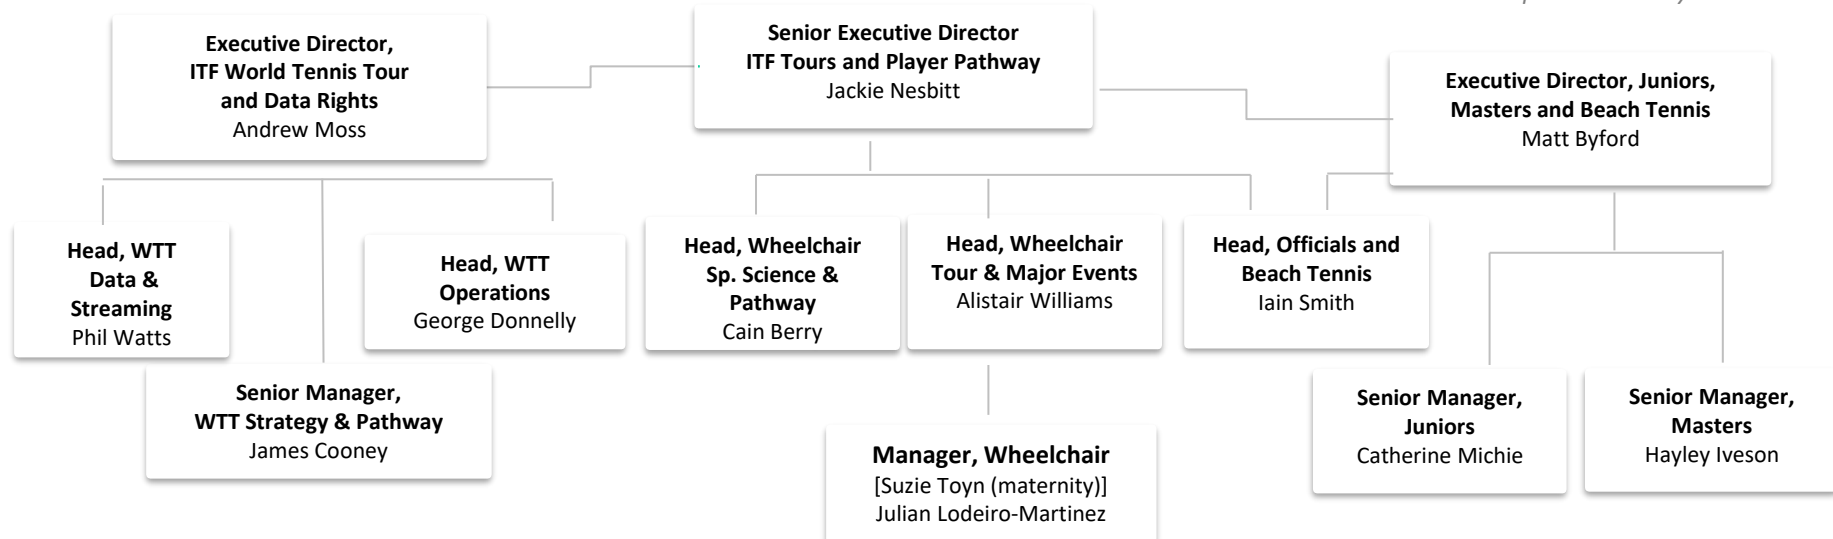 Executive Director,
ITF World Tennis Tour
and Data Rights
Andrew Moss
Senior Executive Director
ITF Tours and Player Pathway
Jackie Nesbitt
Executive Director, Juniors,
Masters and Beach Tennis
Matt Byford
Head, WTT
Data &
Streaming
Phil Watts
Head, WTT
Operations
George Donnelly
Head, Wheelchair
Sp. Science &
Pathway
Cain Berry
Head, Wheelchair
Tour & Major Events
Alistair Williams
Head, Officials and
Beach Tennis
Iain Smith
Senior Manager,
WTT Strategy & Pathway
James Cooney
Manager, Wheelchair
[Suzie Toyn (maternity)]
Julian Lodeiro-Martinez
Senior Manager,
Juniors
Catherine Michie
Senior Manager,
Masters
Hayley Iveson